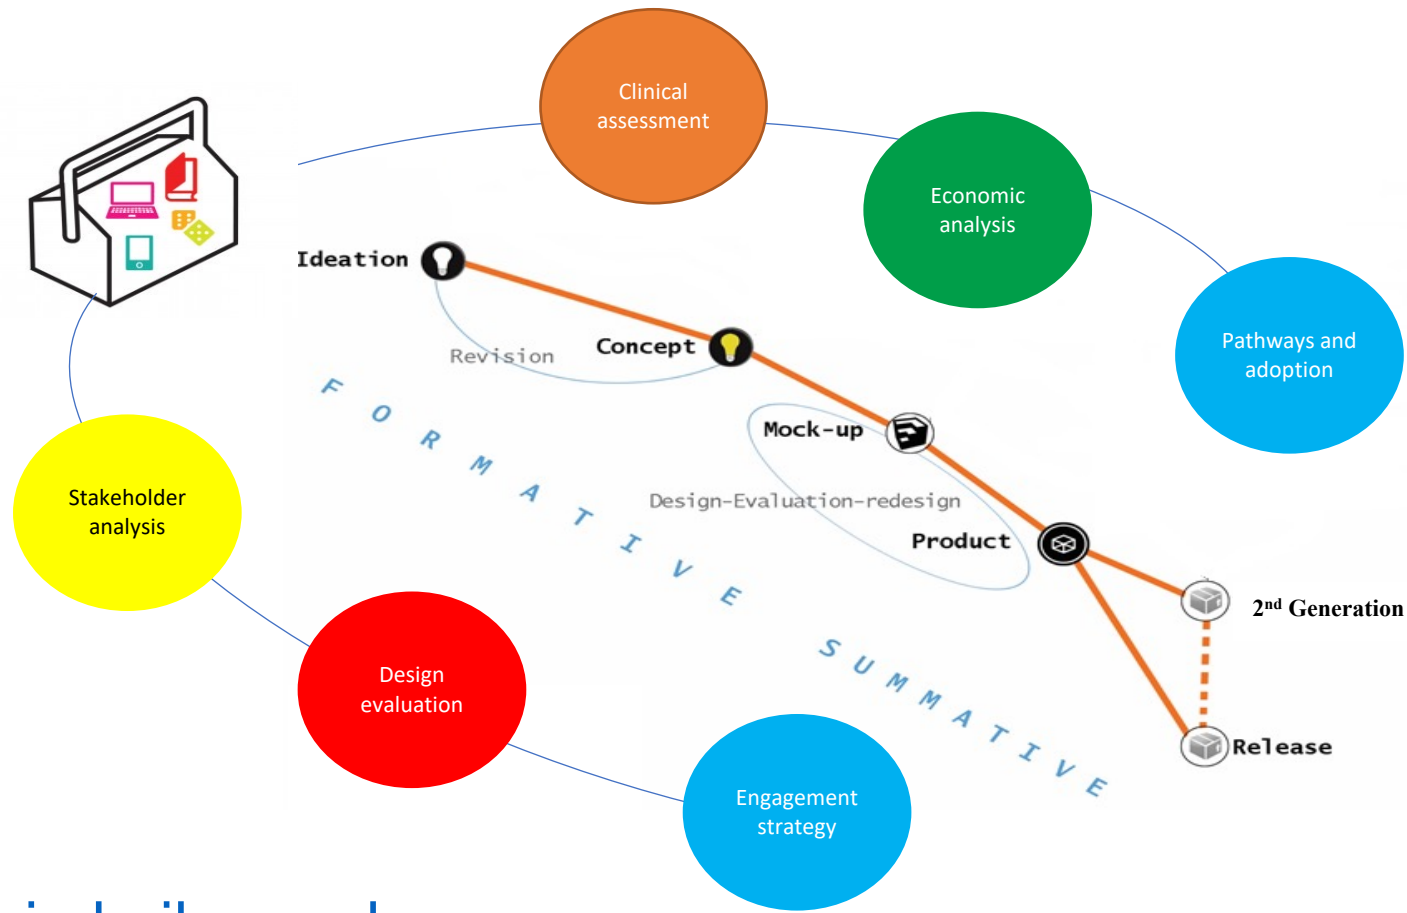 Clinical
assessment
Economic
analysis
Ideation
Pathways and
adoption
Concept
Revision
Mock-up
FORMATIVE
Stakeholder
analysis
Design-Evaluation-redesign
Product
2nd Generation
SUMMATIVE
Design
evaluation
Release
Engagement
strategy